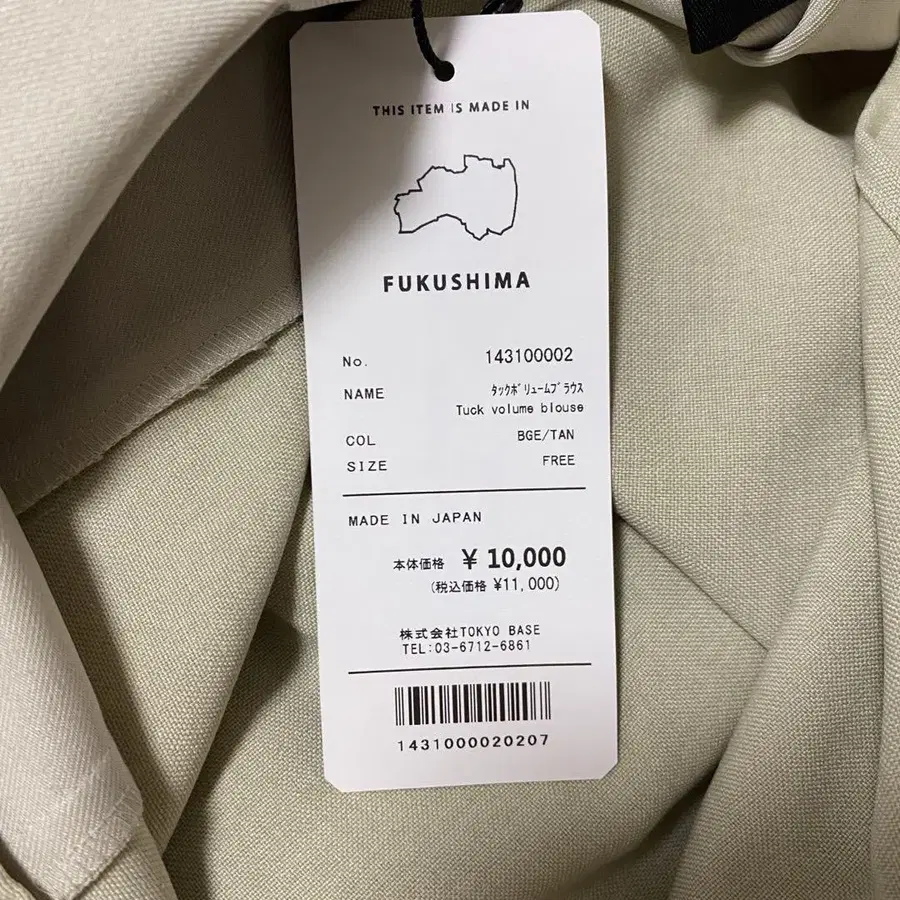 THIS ITEM IS MADE IN
FUKUSHIMA
No. 143100002
NAME ﾀｯｸﾎﾞﾘｭｰﾑﾌﾞﾗｳｽ
Tuck volume blouse
COL BGE/TAN
SIZE FREE
MADE IN JAPAN
本体価格 ¥ 10,000
(税込価格 ¥11,000)
株式会社TOKYO BASE
TEL:03-6712-6861
1431000020207